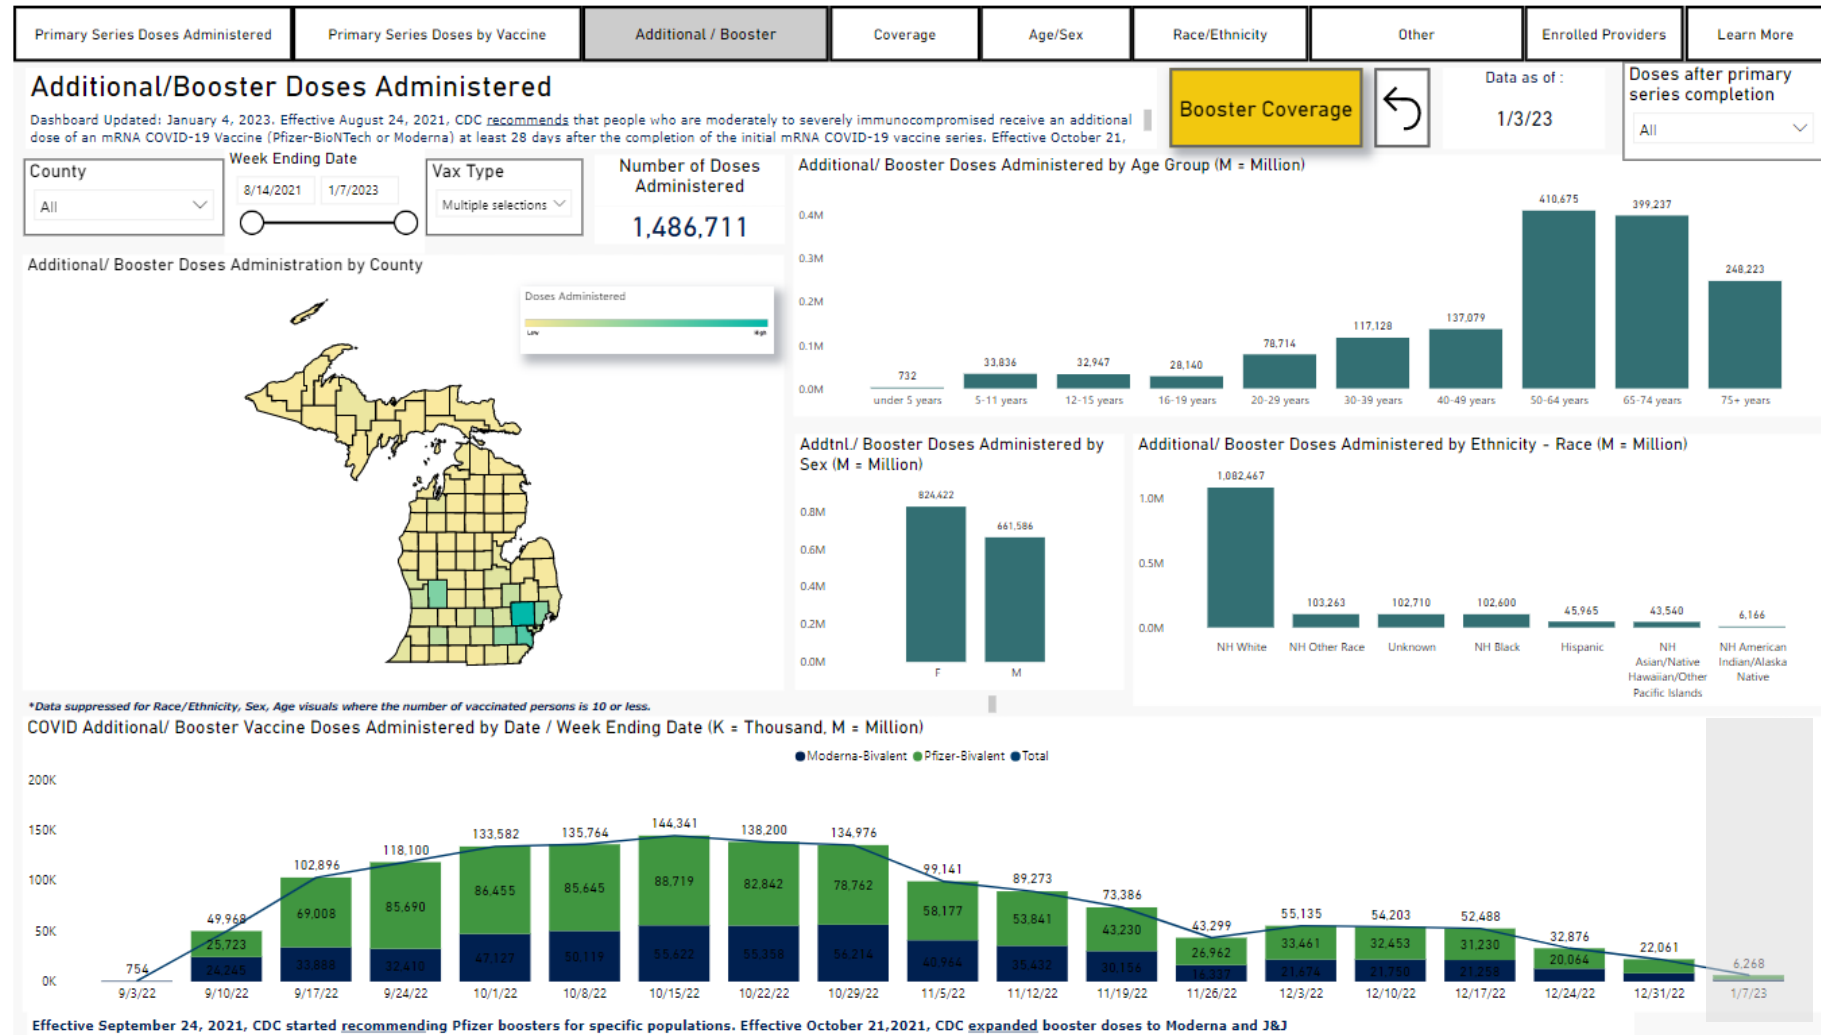 Primary Series Doses Administered
Primary Series Doses by Vaccine
Additional / Booster
Coverage
Age/Sex
Race/Ethnicity
Other
Enrolled Providers
Learn More
Additional/Booster Doses Administered
Dashboard Updated: January 4, 2023. Effective August 24, 2021, CDC recommends that people who are moderately to severely immunocompromised receive an additional
dose of an mRNA COVID-19 Vaccine (Pfizer-BioNTech or Moderna) at least 28 days after the completion of the initial mRNA COVID-19 vaccine series. Effective October 21,
Booster Coverage
Data as of :
1/3/23
Doses after primary
series completion
All
County
All
Week Ending Date
8/14/2021 1/7/2023
Vax Type
Multiple selections
Number of Doses
Administered
1,486,711
Additional/ Booster Doses Administration by County
Doses Administered
Low High
Additional/ Booster Doses Administered by Age Group (M = Million)
0.4M
0.3M
0.2M
0.1M
0.0M
732 33,836 32,947 28,140 78,714 117,128 137,079 410,675 399,237 248,223
under 5 years 5-11 years 12-15 years 16-19 years 20-29 years 30-39 years 40-49 years 50-64 years 65-74 years 75+ years
Addtnl./ Booster Doses Administered by
Sex (M = Million)
0.8M
0.6M
0.4M
0.2M
0.0M
824,422 661,586
F M
Additional/ Booster Doses Administered by Ethnicity - Race (M = Million)
1.0M
0.5M
0.0M
1,082,467 103,263 102,710 102,600 45,965 43,540 6,166
NH White
NH Other Race
Unknown
NH Black
Hispanic
NH
Asian/Native
Hawaiian/Other
Pacific Islands
NH American
Indian/Alaska
Native
*Data suppressed for Race/Ethnicity, Sex, Age visuals where the number of vaccinated persons is 10 or less.
COVID Additional/ Booster Vaccine Doses Administered by Date / Week Ending Date (K = Thousand, M = Million)
Moderna-Bivalent Pfizer-Bivalent Total
200K
150K
100K
50K
0K
754 49,968 102,896 118,100 133,582 135,764 144,341 138,200 134,976 99,141 89,273 73,386 43,299 55,135 54,203 52,488 32,876 22,061 6,268
25,723 69,008 85,690 86,455 85,645 88,719 82,842 78,762 58,177 53,841 43,230 26,962 33,461 32,453 31,230 20,064
24,245 33,888 32,410 47,127 50,119 55,622 55,358 56,214 40,964 35,432 30,156 16,337 21,674 21,750 21,258
9/3/22 9/10/22 9/17/22 9/24/22 10/1/22 10/8/22 10/15/22 10/22/22 10/29/22 11/5/22 11/12/22 11/19/22 11/26/22 12/3/22 12/10/22 12/17/22 12/24/22 12/31/22 1/7/23
Effective September 24, 2021, CDC started recommending Pfizer boosters for specific populations. Effective October 21,2021, CDC expanded booster doses to Moderna and J&J